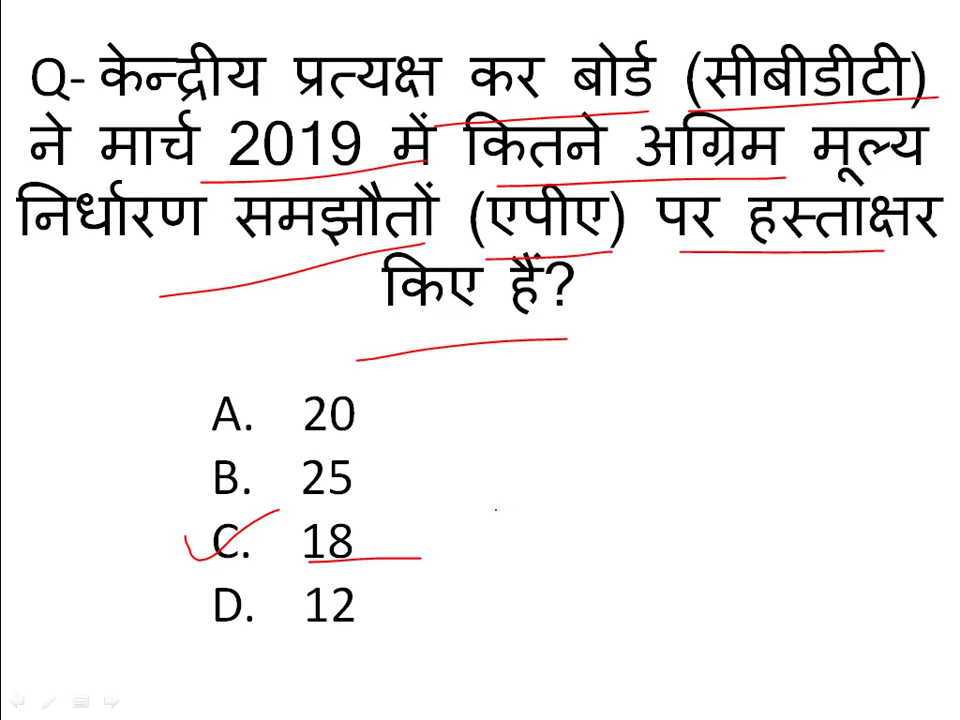 Q- केन्द्रीय प्रत्यक्ष कर बोर्ड (सीबीडीटी)
ने मार्च 2019 में कितने अग्रिम मूल्य
निर्धारण समझौतों (एपीए) पर हस्ताक्षर
किए हैं?
A. 20
B. 25
C. 18
D. 12